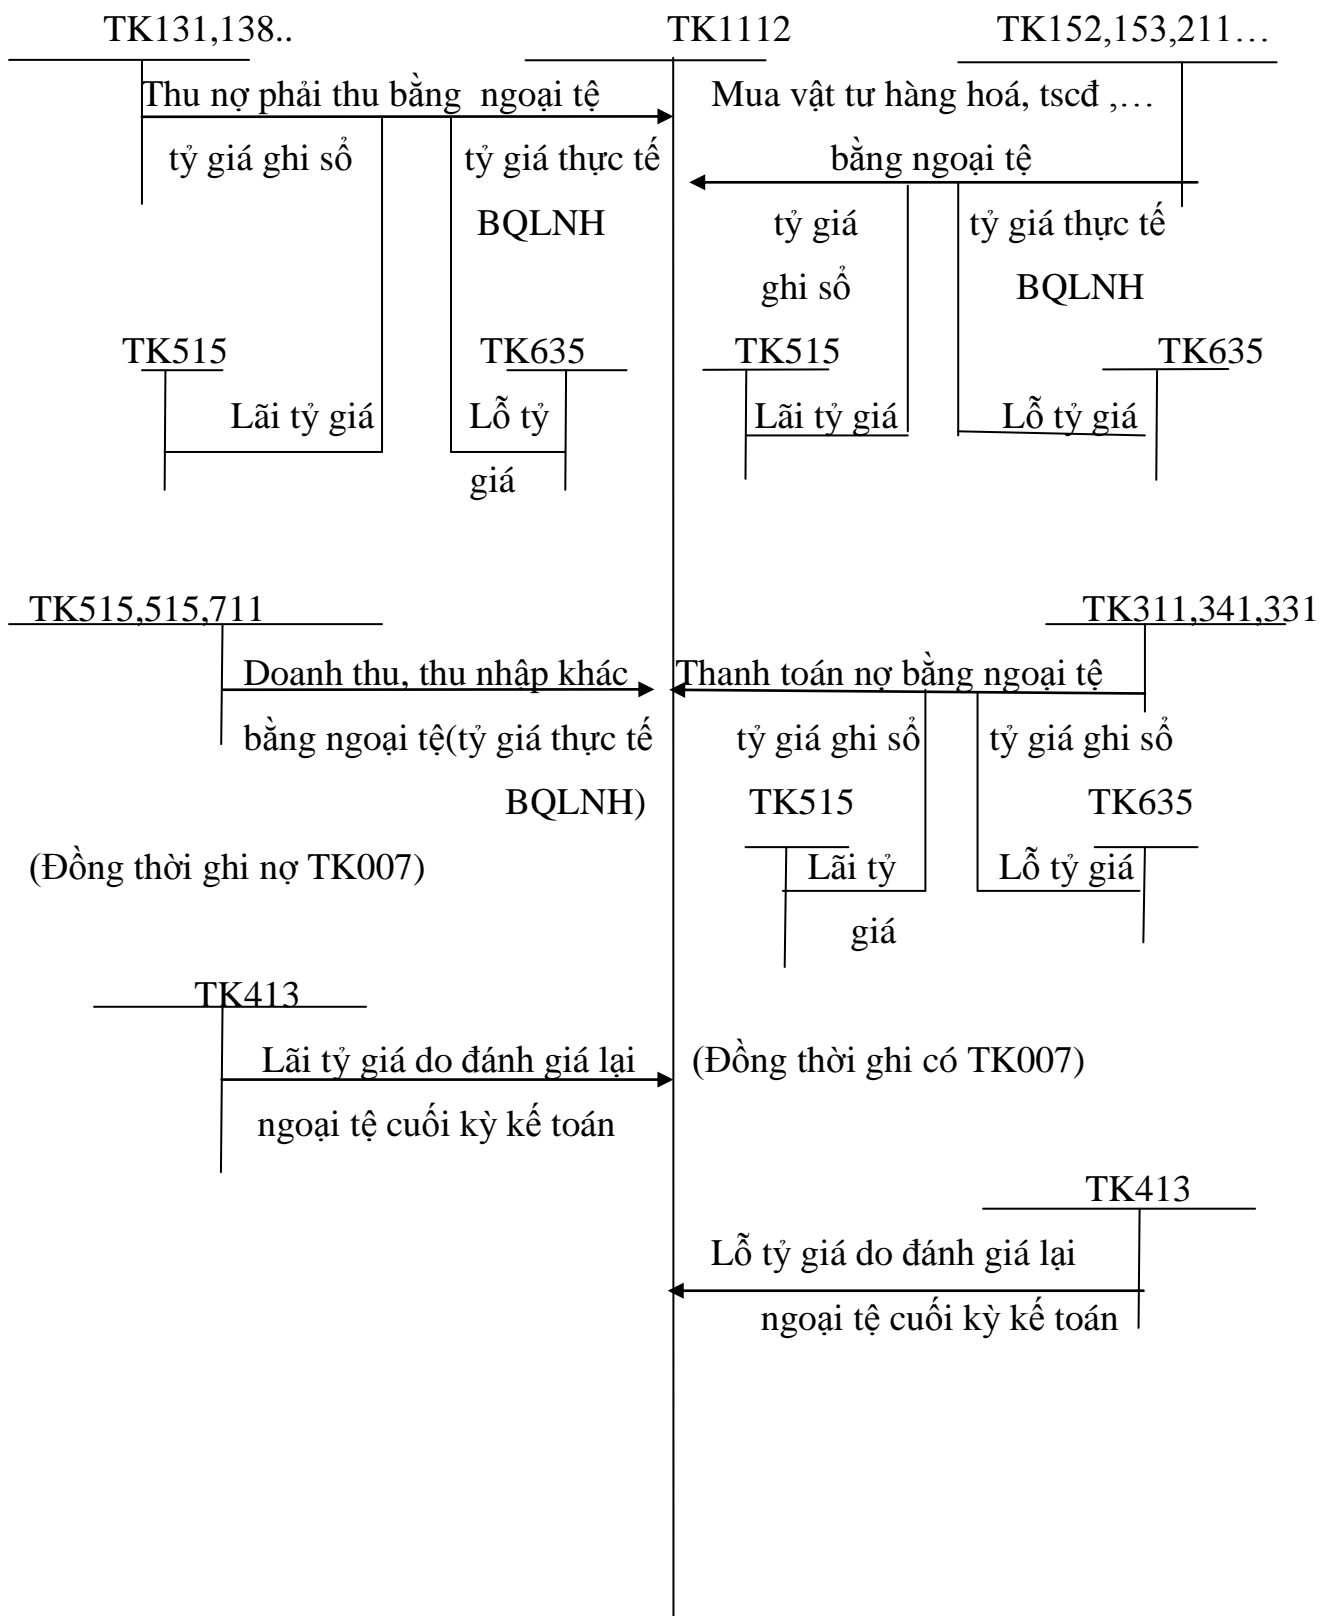 TK131,138.. TK1112 TK152,153,211…
Thu nợ phải thu bằng ngoại tệ Mua vật tư hàng hoá, tscđ ,…
tỷ giá ghi sổ tỷ giá thực tế bằng ngoại tệ
BQLNH tỷ giá tỷ giá thực tế
ghi sổ BQLNH
TK515 TK635 TK515 TK635
Lãi tỷ giá Lỗ tỷ Lãi tỷ giá Lỗ tỷ giá
giá
TK515,515,711 TK311,341,331
Doanh thu, thu nhập khác Thanh toán nợ bằng ngoại tệ
bằng ngoại tệ(tỷ giá thực tế tỷ giá ghi sổ tỷ giá ghi sổ
BQLNH) TK515 TK635
(Đồng thời ghi nợ TK007) Lãi tỷ Lỗ tỷ giá
giá
TK413
Lãi tỷ giá do đánh giá lại (Đồng thời ghi có TK007)
ngoại tệ cuối kỳ kế toán
TK413
Lỗ tỷ giá do đánh giá lại
ngoại tệ cuối kỳ kế toán